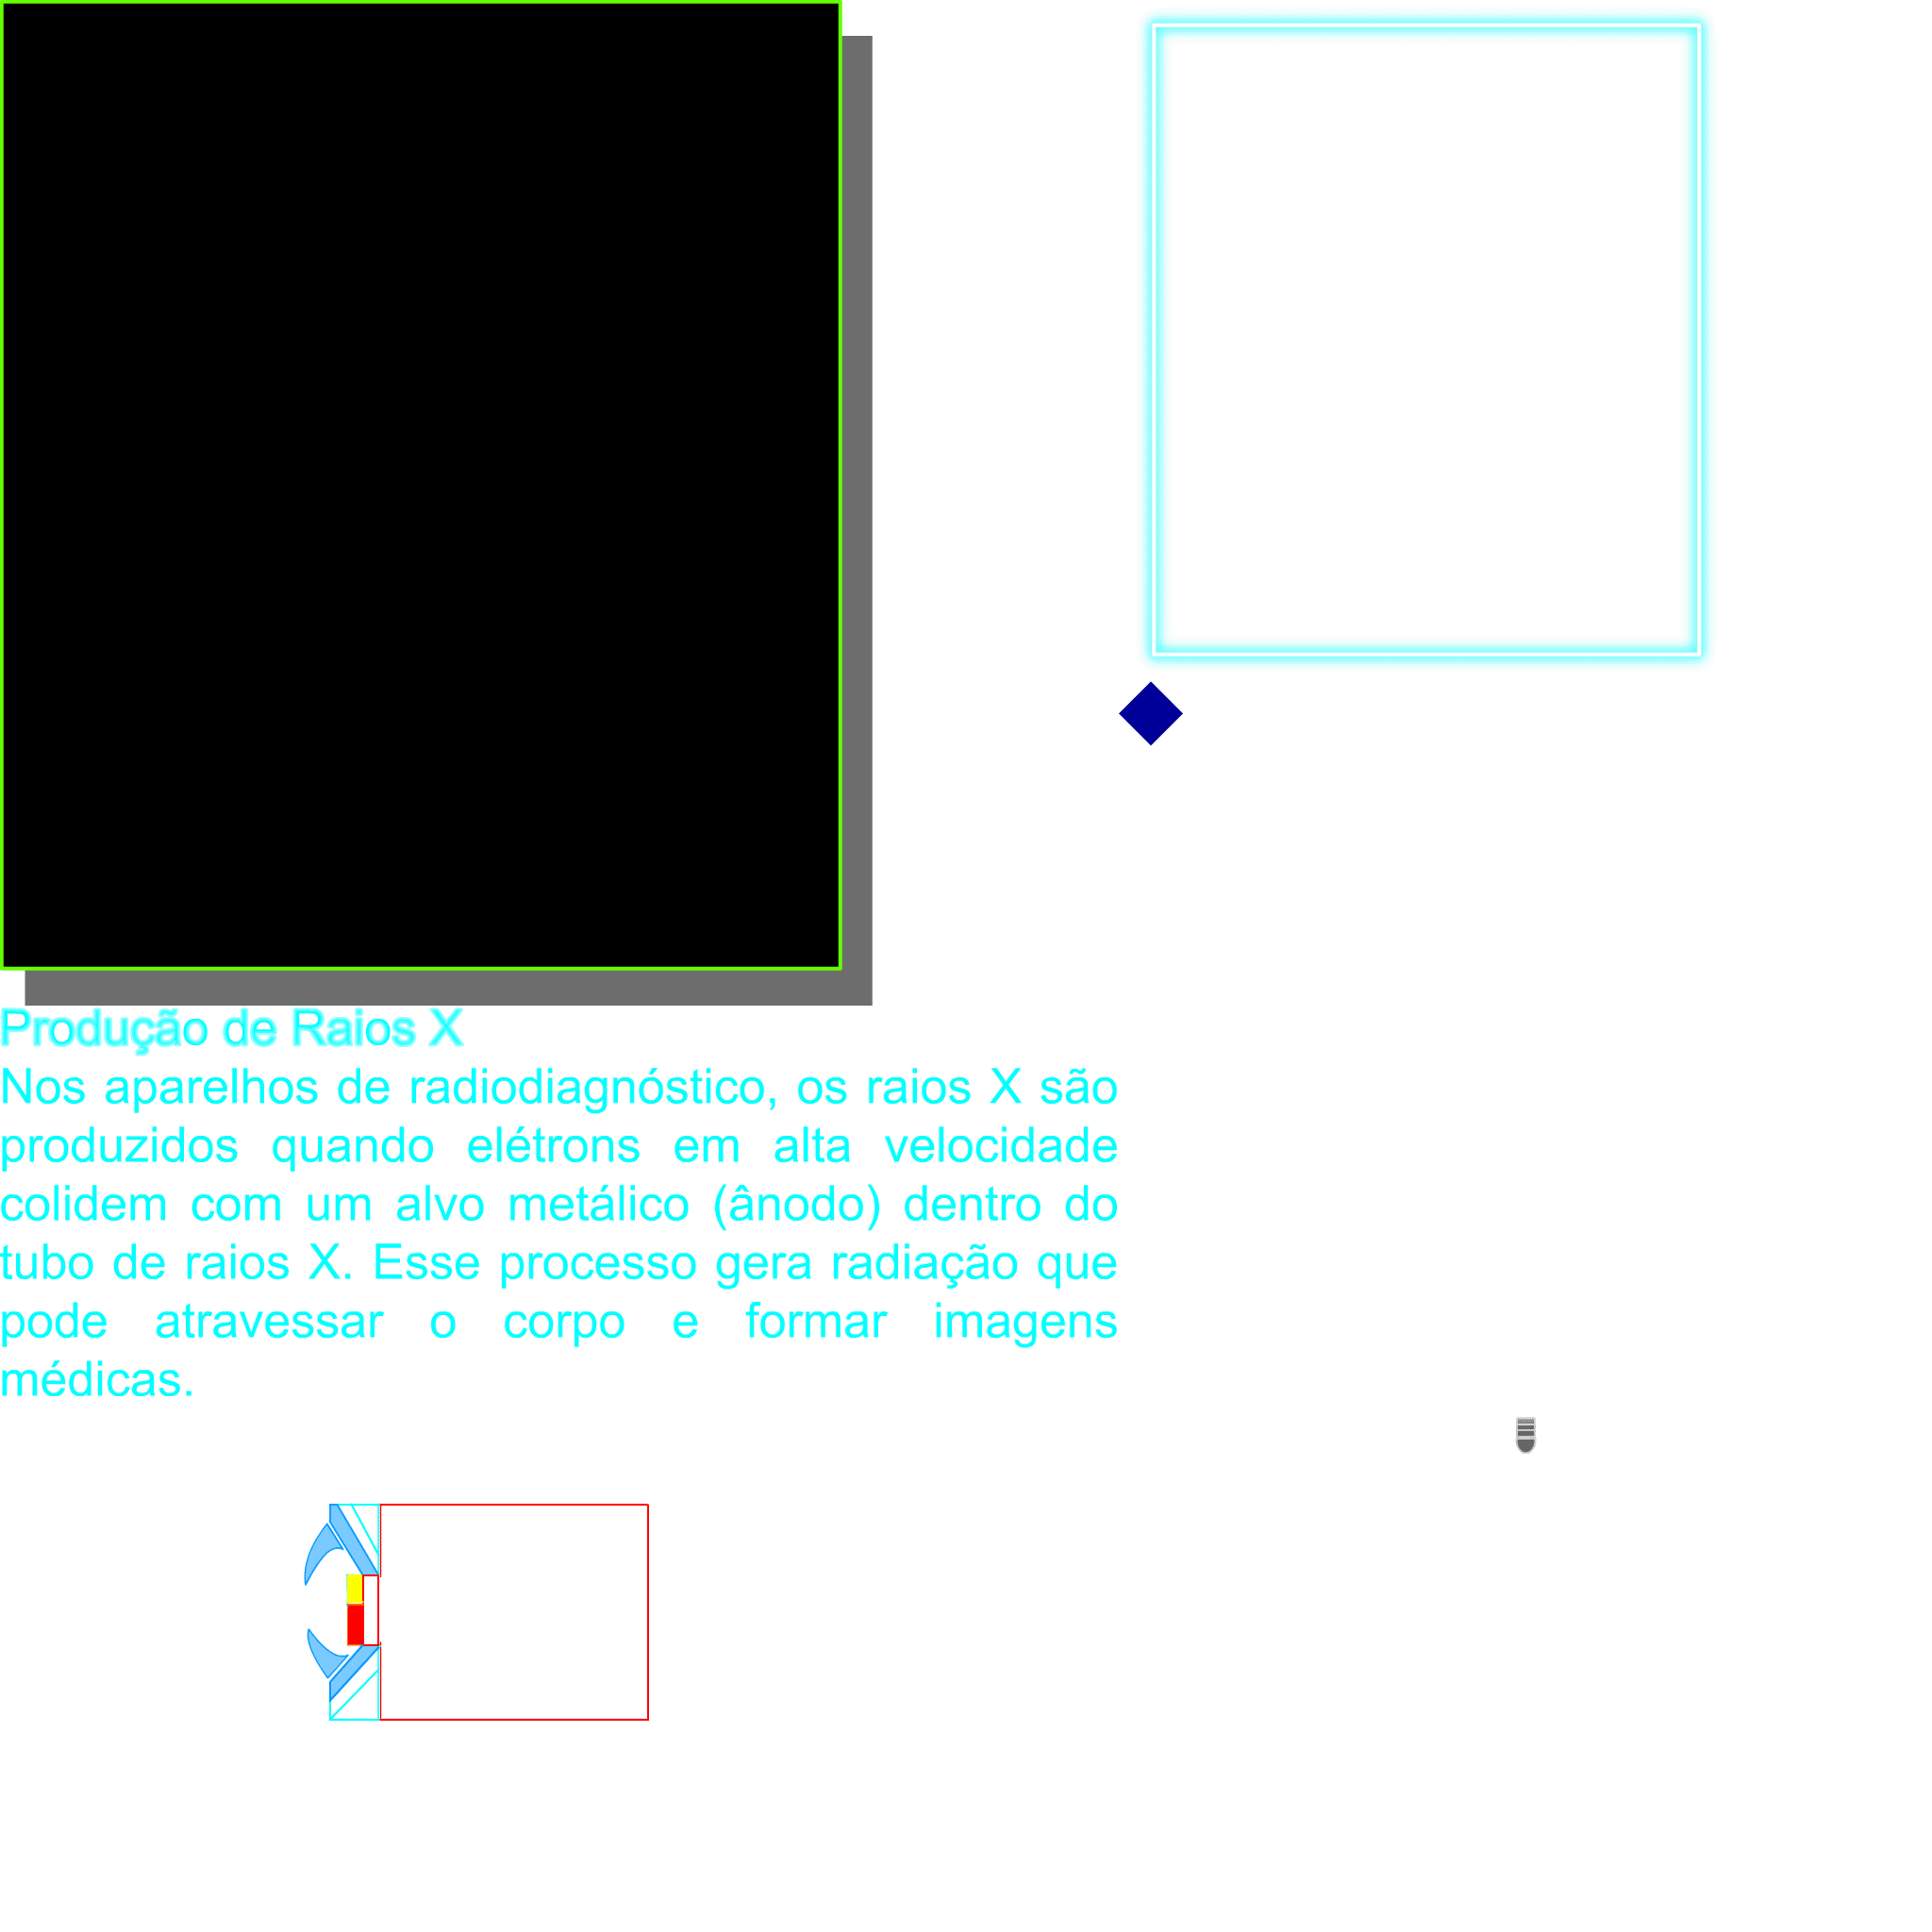 Produção de Raios X
Nos aparelhos de radiodiagnóstico, os raios X são
produzidos quando elétrons em alta velocidade
colidem com um alvo metálico (ânodo) dentro do
tubo de raios X. Esse processo gera radiação que
pode atravessar o corpo e formar imagens
médicas.